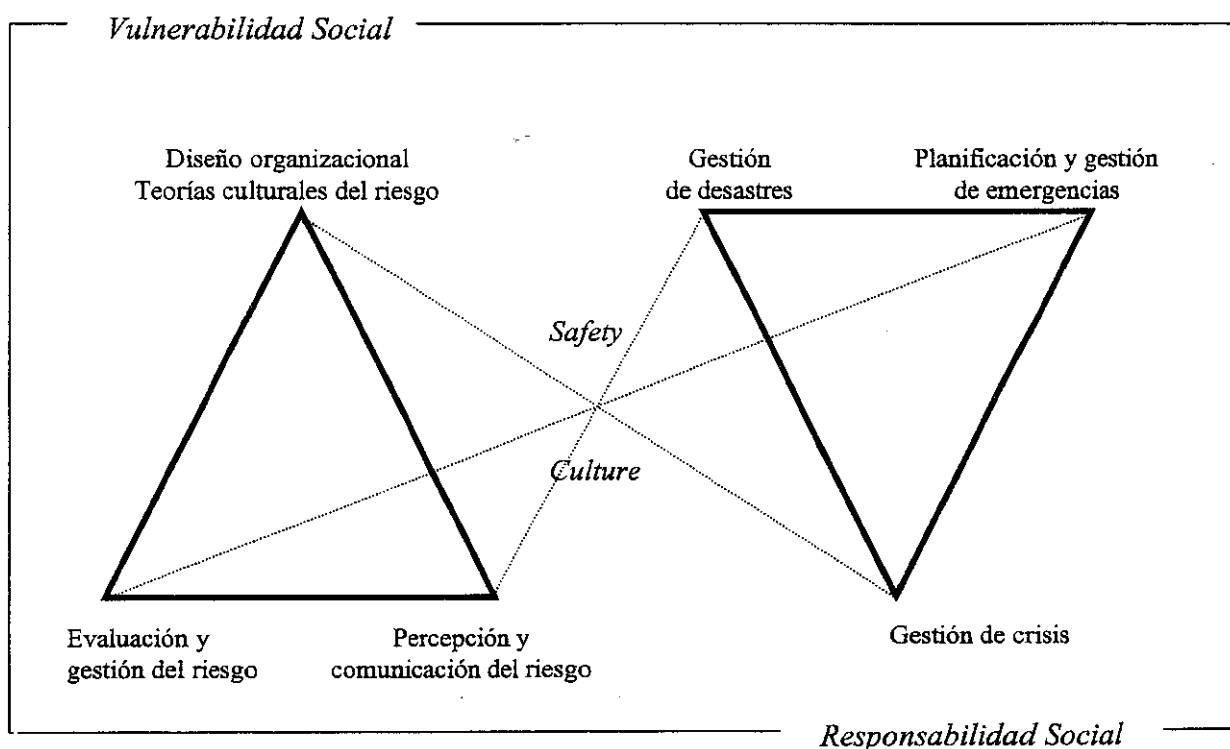 Vulnerabilidad Social
Diseño organizacional
Teorías culturales del riesgo
Gestión
de desastres
Planificación y gestión
de emergencias
Safety
Culture
Evaluación y
gestión del riesgo
Percepción y
comunicación del riesgo
Gestión de crisis
Responsabilidad Social